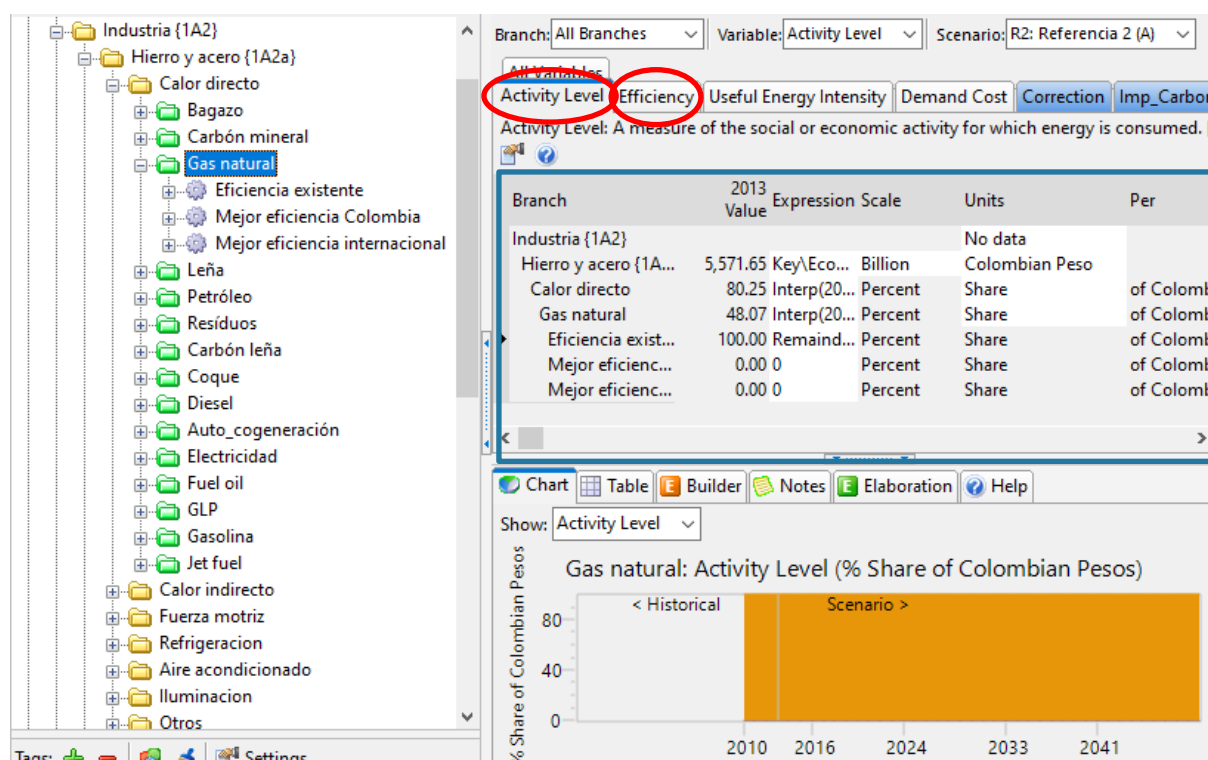 Industria {1A2}
Hierro y acero {1A2a}
Calor directo
Bagazo
Carbón mineral
Gas natural
Eficiencia existente
Mejor eficiencia Colombia
Mejor eficiencia internacional
Leña
Petróleo
Resíduos
Carbón leña
Coque
Diesel
Auto_cogeneración
Electricidad
Fuel oil
GLP
Gasolina
Jet fuel
Calor indirecto
Fuerza motriz
Refrigeracion
Aire acondicionado
Iluminacion
Otros
Tags: Settings
Branch: All Branches Variable: Activity Level Scenario: R2: Referencia 2 (A)
All Variables
Activity Level Efficiency Useful Energy Intensity Demand Cost Correction Imp_Carbon
Activity Level: A measure of the social or economic activity for which energy is consumed.
Branch 2013 Value Expression Scale Units Per
Industria {1A2} No data
Hierro y acero {1A... 5,571.65 Key\Eco... Billion Colombian Peso
Calor directo 80.25 Interp(20... Percent Share of Colomb
Gas natural 48.07 Interp(20... Percent Share of Colomb
Eficiencia exist... 100.00 Remaind... Percent Share of Colomb
Mejor eficienc... 0.00 0 Percent Share of Colomb
Mejor eficienc... 0.00 0 Percent Share of Colomb
Chart Table Builder Notes Elaboration Help
Show: Activity Level
Gas natural: Activity Level (% Share of Colombian Pesos)
% Share of Colombian Pesos
< Historical Scenario >
80
40
0
2010 2016 2024 2033 2041